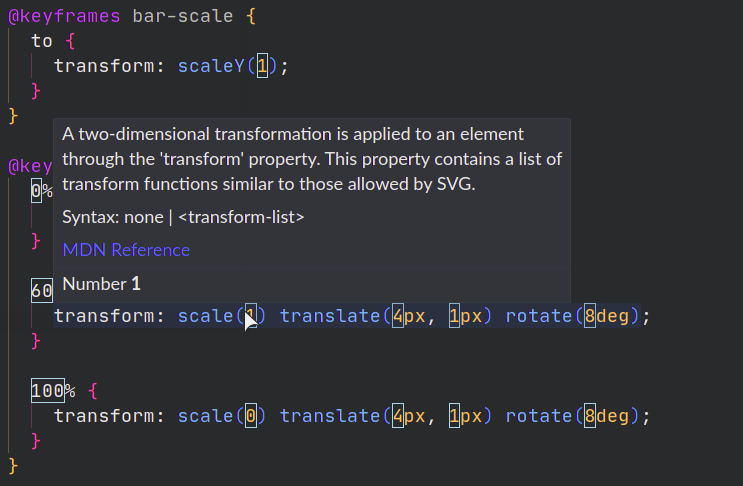 @keyframes bar-scale {
to {
transform: scaleY(1);
}
}
@key
A two-dimensional transformation is applied to an element
through the 'transform' property. This property contains a list of
transform functions similar to those allowed by SVG.
Syntax: none | <transform-list>
MDN Reference
Number 1
0%
}
60
transform: scale(1) translate(4px, 1px) rotate(8deg);
}
100% {
transform: scale(0) translate(4px, 1px) rotate(8deg);
}
}